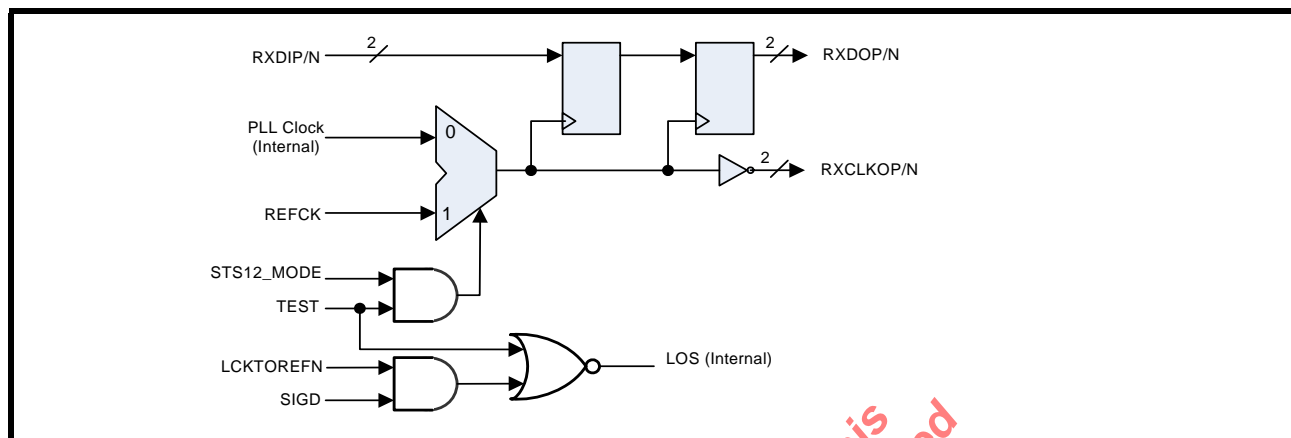 2
RXDIP/N
2
RXDOP/N
PLL Clock
(Internal)
0
2
RXCLKOP/N
REFCK
1
STS12_MODE
TEST
LCKTOREFN
LOS (Internal)
SIGD